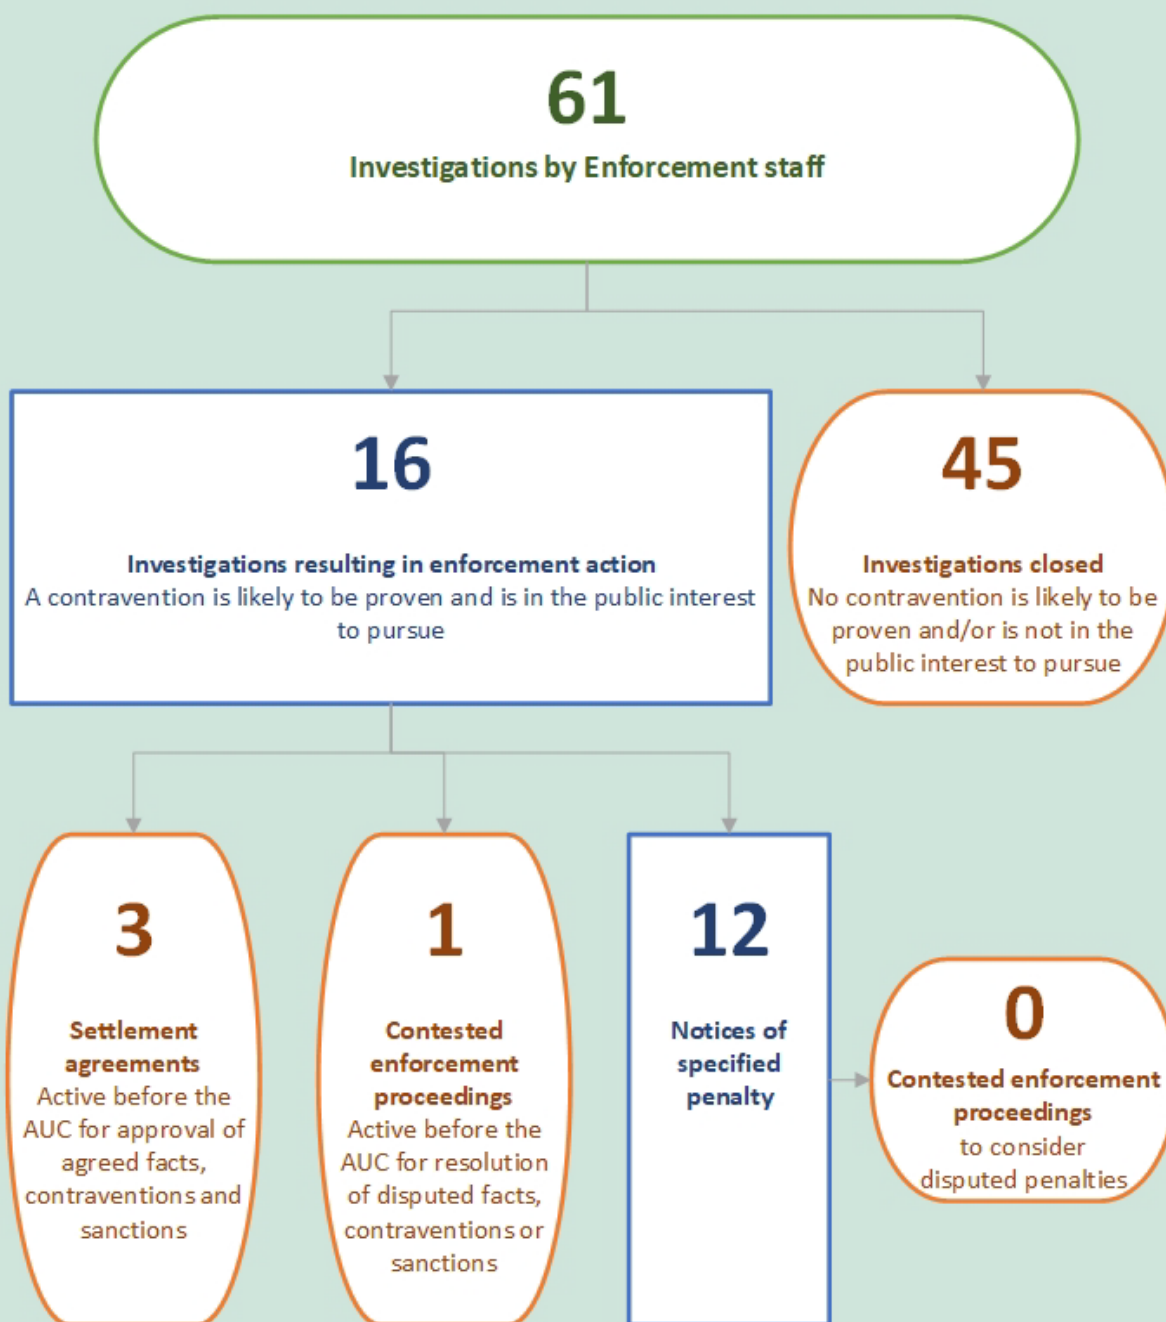 61
Investigations by Enforcement staff
16
Investigations resulting in enforcement action
A contravention is likely to be proven and is in the public interest
to pursue
45
Investigations closed
No contravention is likely to be
proven and/or is not in the
public interest to pursue
3
Settlement
agreements
Active before the
AUC for approval of
agreed facts,
contraventions and
sanctions
1
Contested
enforcement
proceedings
Active before the
AUC for resolution
of disputed facts,
contraventions or
sanctions
12
Notices of
specified
penalty
0
Contested enforcement
proceedings
to consider
disputed penalties